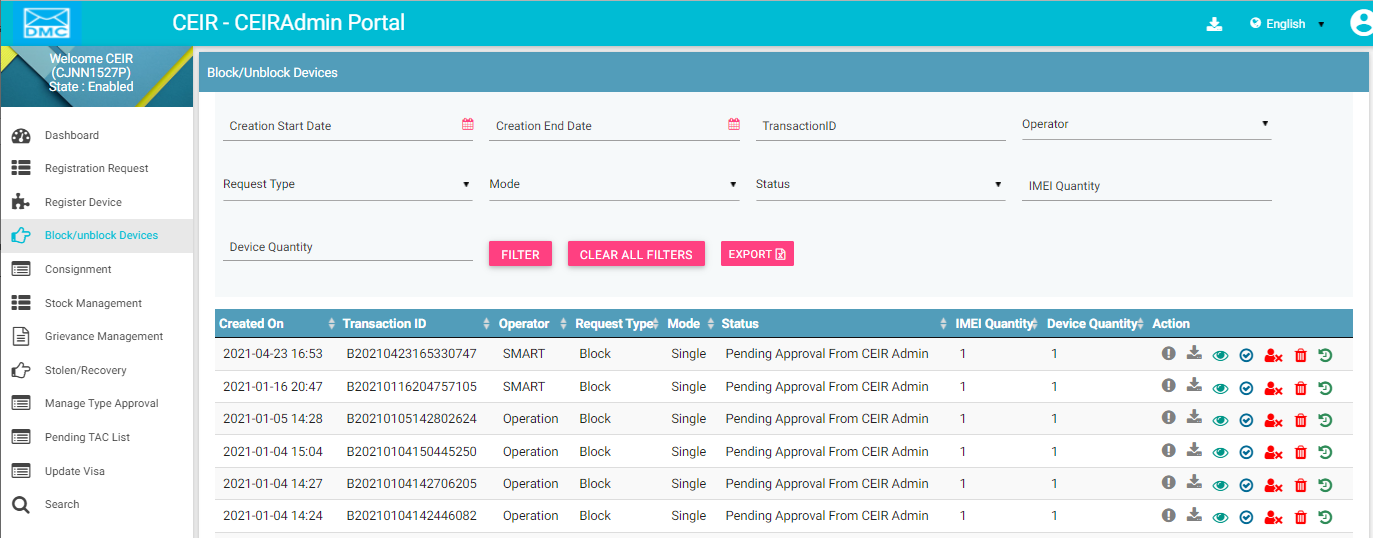 DMC
CEIR - CEIRAdmin Portal
English
Welcome CEIR
(CJNN1527P)
State : Enabled
Dashboard
Registration Request
Register Device
Block/unblock Devices
Consignment
Stock Management
Grievance Management
Stolen/Recovery
Manage Type Approval
Pending TAC List
Update Visa
Search
Block/Unblock Devices
Creation Start Date Creation End Date TransactionID Operator
Request Type Mode Status IMEI Quantity
Device Quantity FILTER CLEAR ALL FILTERS EXPORT
Created On Transaction ID Operator Request Type Mode Status IMEI Quantity Device Quantity Action
2021-04-23 16:53 B20210423165330747 SMART Block Single Pending Approval From CEIR Admin 1 1
2021-01-16 20:47 B20210116204757105 SMART Block Single Pending Approval From CEIR Admin 1 1
2021-01-05 14:28 B20210105142802624 Operation Block Single Pending Approval From CEIR Admin 1 1
2021-01-04 15:04 B20210104150445250 Operation Block Single Pending Approval From CEIR Admin 1 1
2021-01-04 14:27 B20210104142706205 Operation Block Single Pending Approval From CEIR Admin 1 1
2021-01-04 14:24 B20210104142446082 Operation Block Single Pending Approval From CEIR Admin 1 1